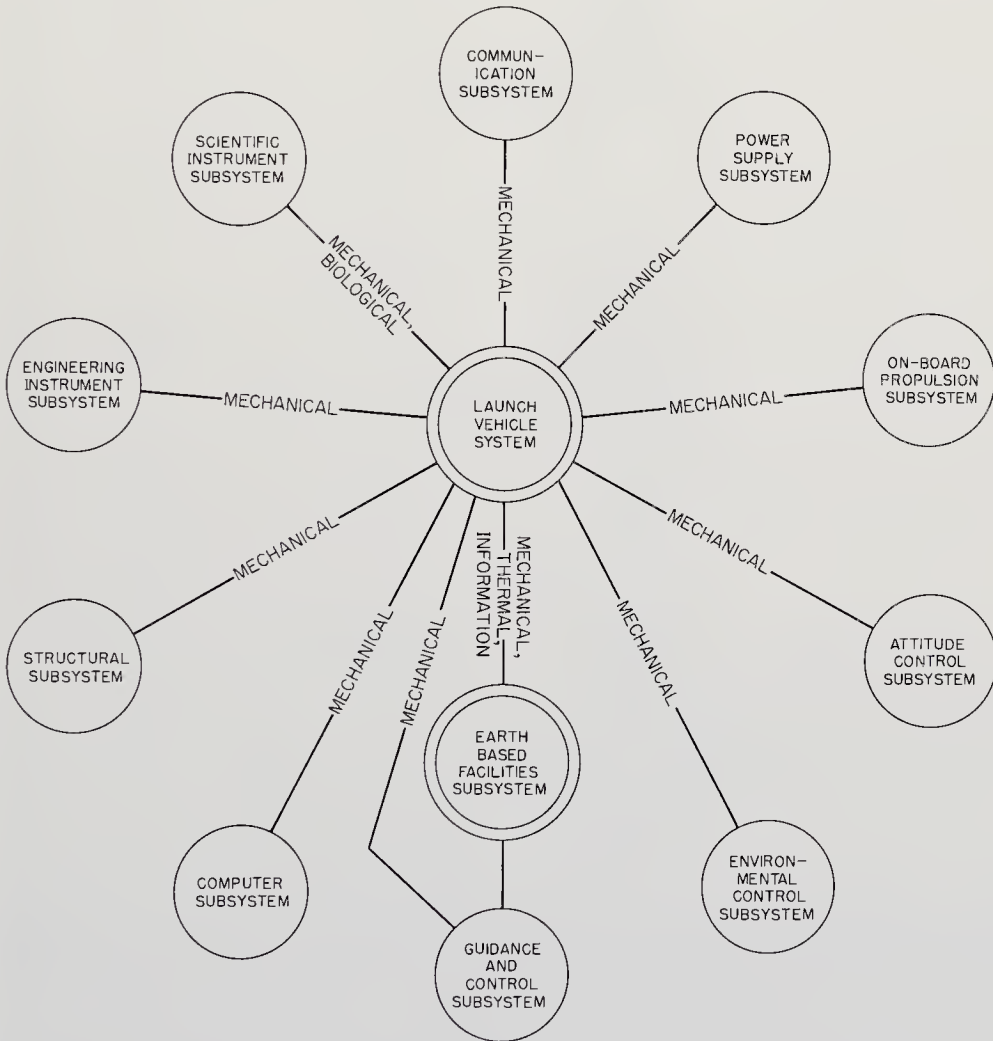 COMMUN-
ICATION
SUBSYSTEM
SCIENTIFIC
INSTRUMENT
SUBSYSTEM
POWER
SUPPLY
SUBSYSTEM
MECHANICAL
MECHANICAL,
BIOLOGICAL
MECHANICAL
ENGINEERING
INSTRUMENT
SUBSYSTEM
MECHANICAL
LAUNCH
VEHICLE
SYSTEM
MECHANICAL
ON-BOARD
PROPULSION
SUBSYSTEM
MECHANICAL
MECHANICAL
MECHANICAL,
THERMAL,
INFORMATION
MECHANICAL
MECHANICAL
MECHANICAL
STRUCTURAL
SUBSYSTEM
ATTITUDE
CONTROL
SUBSYSTEM
EARTH
BASED
FACILITIES
SUBSYSTEM
COMPUTER
SUBSYSTEM
ENVIRON-
MENTAL
CONTROL
SUBSYSTEM
GUIDANCE
AND
CONTROL
SUBSYSTEM